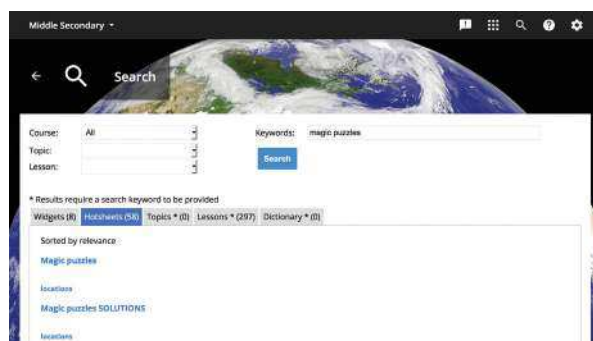 Middle Secondary
Search
Course: All Keywords: magic puzzles
Topic:
Lesson:
Search
* Results require a search keyword to be provided
Widgets (8) Hotsheets (58) Topics * (0) Lessons * (297) Dictionary * (0)
Sorted by relevance
Magic puzzles
locations
Magic puzzles SOLUTIONS
locations